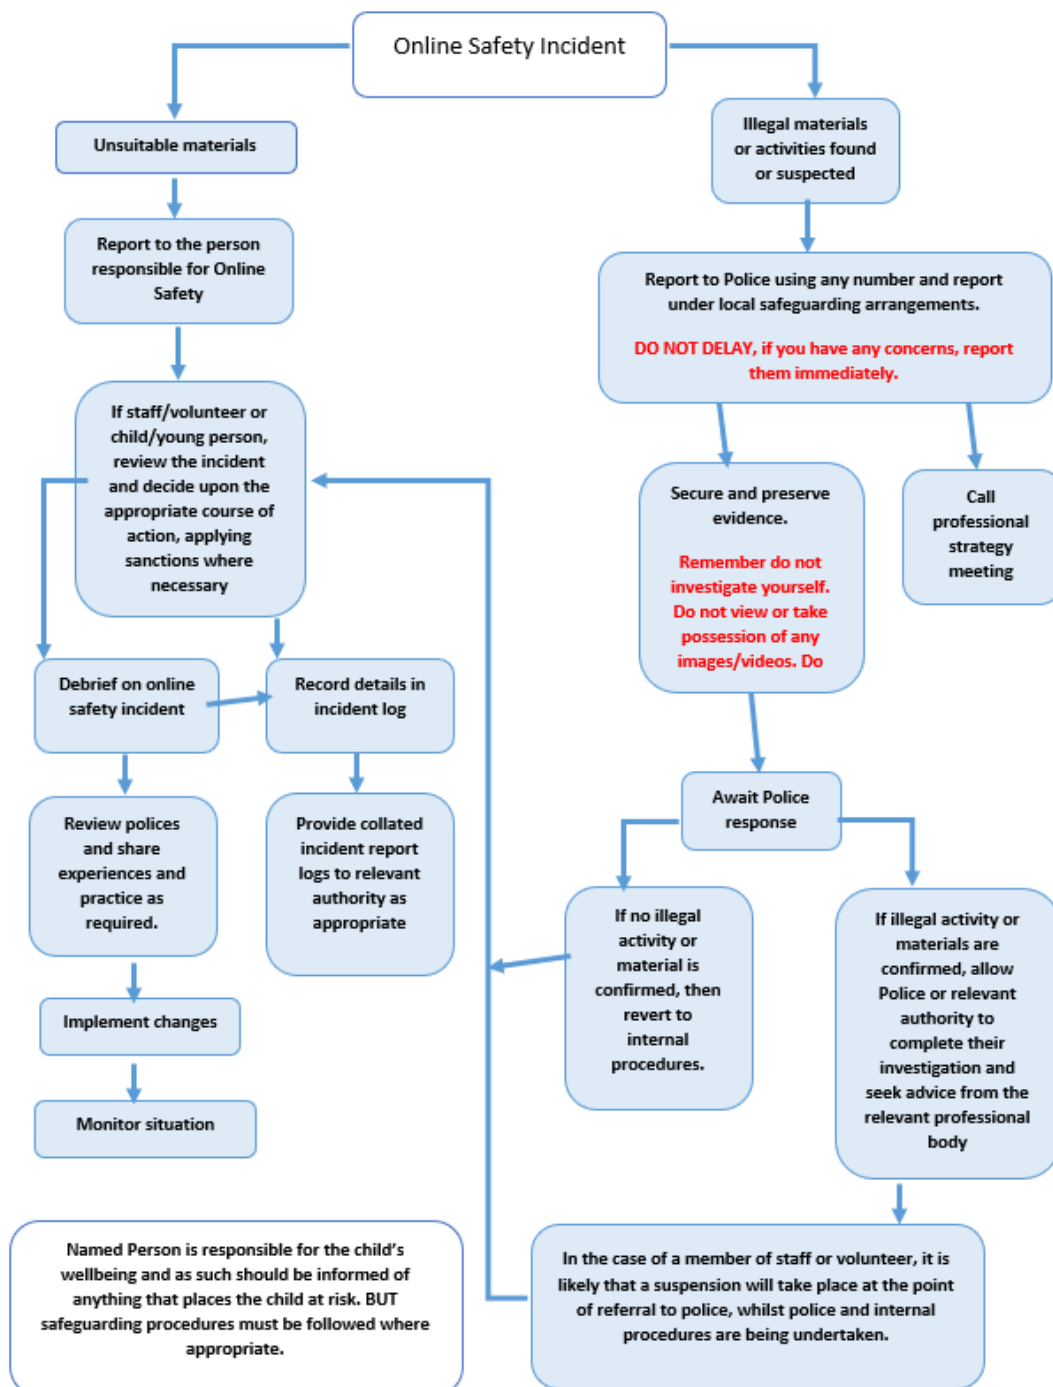 Online Safety Incident
Unsuitable materials
Illegal materials
or activities found
or suspected
Report to the person
responsible for Online
Safety
Report to Police using any number and report
under local safeguarding arrangements.
DO NOT DELAY, if you have any concerns, report
them immediately.
If staff/volunteer or
child/young person,
review the incident
and decide upon the
appropriate course of
action, applying
sanctions where
necessary
Secure and preserve
evidence.
Remember do not
investigate yourself.
Do not view or take
possession of any
images/videos. Do
Call
professional
strategy
meeting
Debrief on online
safety incident
Record details in
incident log
Review polices
and share
experiences and
practice as
required.
Provide collated
incident report
logs to relevant
authority as
appropriate
Await Police
response
If no illegal
activity or
material is
confirmed, then
revert to
internal
procedures.
If illegal activity or
materials are
confirmed, allow
Police or relevant
authority to
complete their
investigation and
seek advice from the
relevant professional
body
Implement changes
Monitor situation
Named Person is responsible for the child's
wellbeing and as such should be informed of
anything that places the child at risk. BUT
safeguarding procedures must be followed where
appropriate.
In the case of a member of staff or volunteer, it is
likely that a suspension will take place at the point
of referral to police, whilst police and internal
procedures are being undertaken.